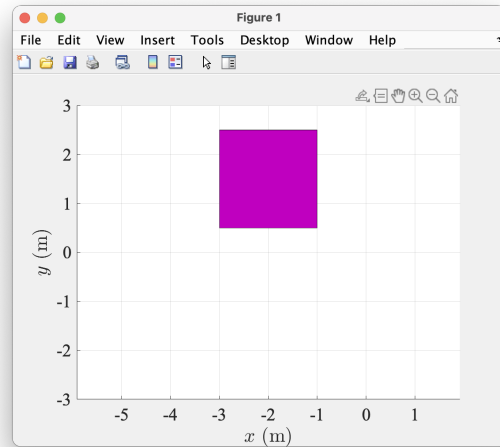 Figure 1
File Edit View Insert Tools Desktop Window Help
3
2
1
0
-1
-2
-3
y (m)
-5 -4 -3 -2 -1 0 1
x (m)